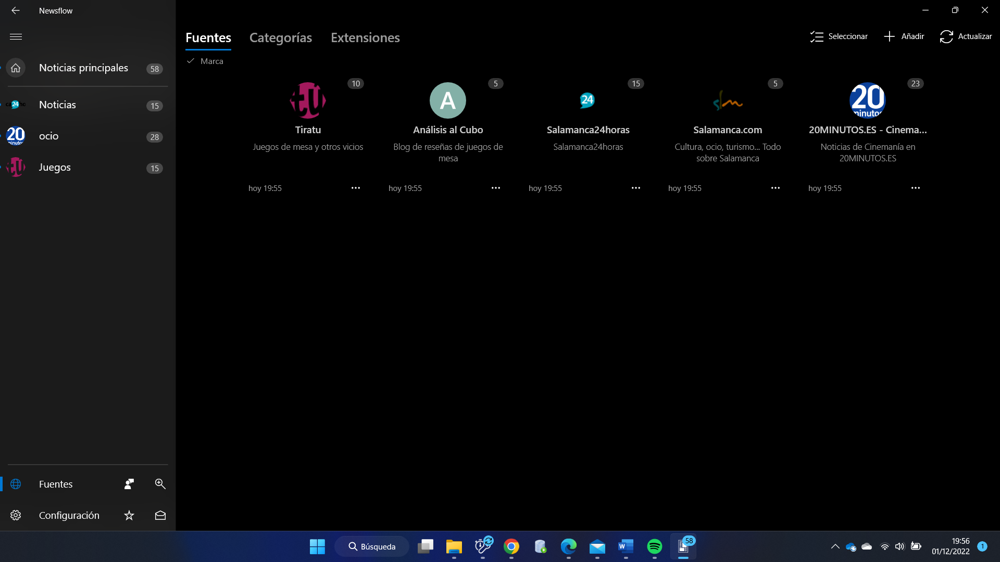 Newsflow
Noticias principales 58
24
Noticias 15
20
minutos
ocio 28
Juegos 15
Fuentes
Configuración
Fuentes Categorías Extensiones
Seleccionar Añadir Actualizar
Marca
10
Tiratu
Juegos de mesa y otros vicios
hoy 19:55
5
A
Análisis al Cubo
Blog de reseñas de juegos de
mesa
hoy 19:55
15
24
Salamanca24horas
Salamanca24horas
hoy 19:55
5
slm
Salamanca.com
Cultura, ocio, turismo... Todo
sobre Salamanca
hoy 19:55
23
20
minutos
20MINUTOS.ES - Cinema...
Noticias de Cinemanía en
20MINUTOS.ES
hoy 19:55
Búsqueda
W
58
19:56
01/12/2022
1